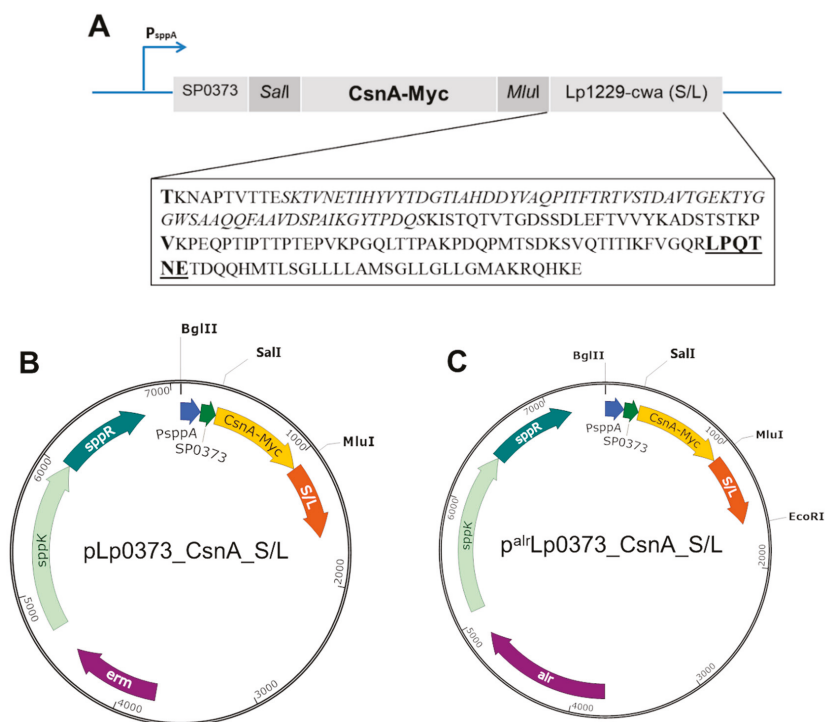 A
PsppA
SP0373
SalI
CsnA-Myc
MluI
Lp1229-cwa (S/L)
TKNAPTVTTESKTVNETIHYVYTDGTIAHDDYVAQPITFTRTVSTDAVTGEKTYG
GWSAAQQFAAVDSPAIKGYTPDQSKISTQTVTGDSSDLEFTVVYKADSTSTKP
VKPEQPTIPTTPTEPVKPGQLTTPAKPDQPMTSDKSVQTITIKFVGQRLPQT
NETDQQHMTLSGLLLLAMSGLLGLLGMAKRQHKE
B
BglII
SalI
MluI
7000
1000
2000
3000
4000
5000
6000
PsppA
SP0373
CsnA-Myc
S/L
erm
sppK
sppR
pLp0373_CsnA_S/L
C
BglII
SalI
MluI
EcoRI
7000
1000
2000
3000
4000
5000
6000
PsppA
SP0373
CsnA-Myc
S/L
alr
sppK
sppR
palrLp0373_CsnA_S/L